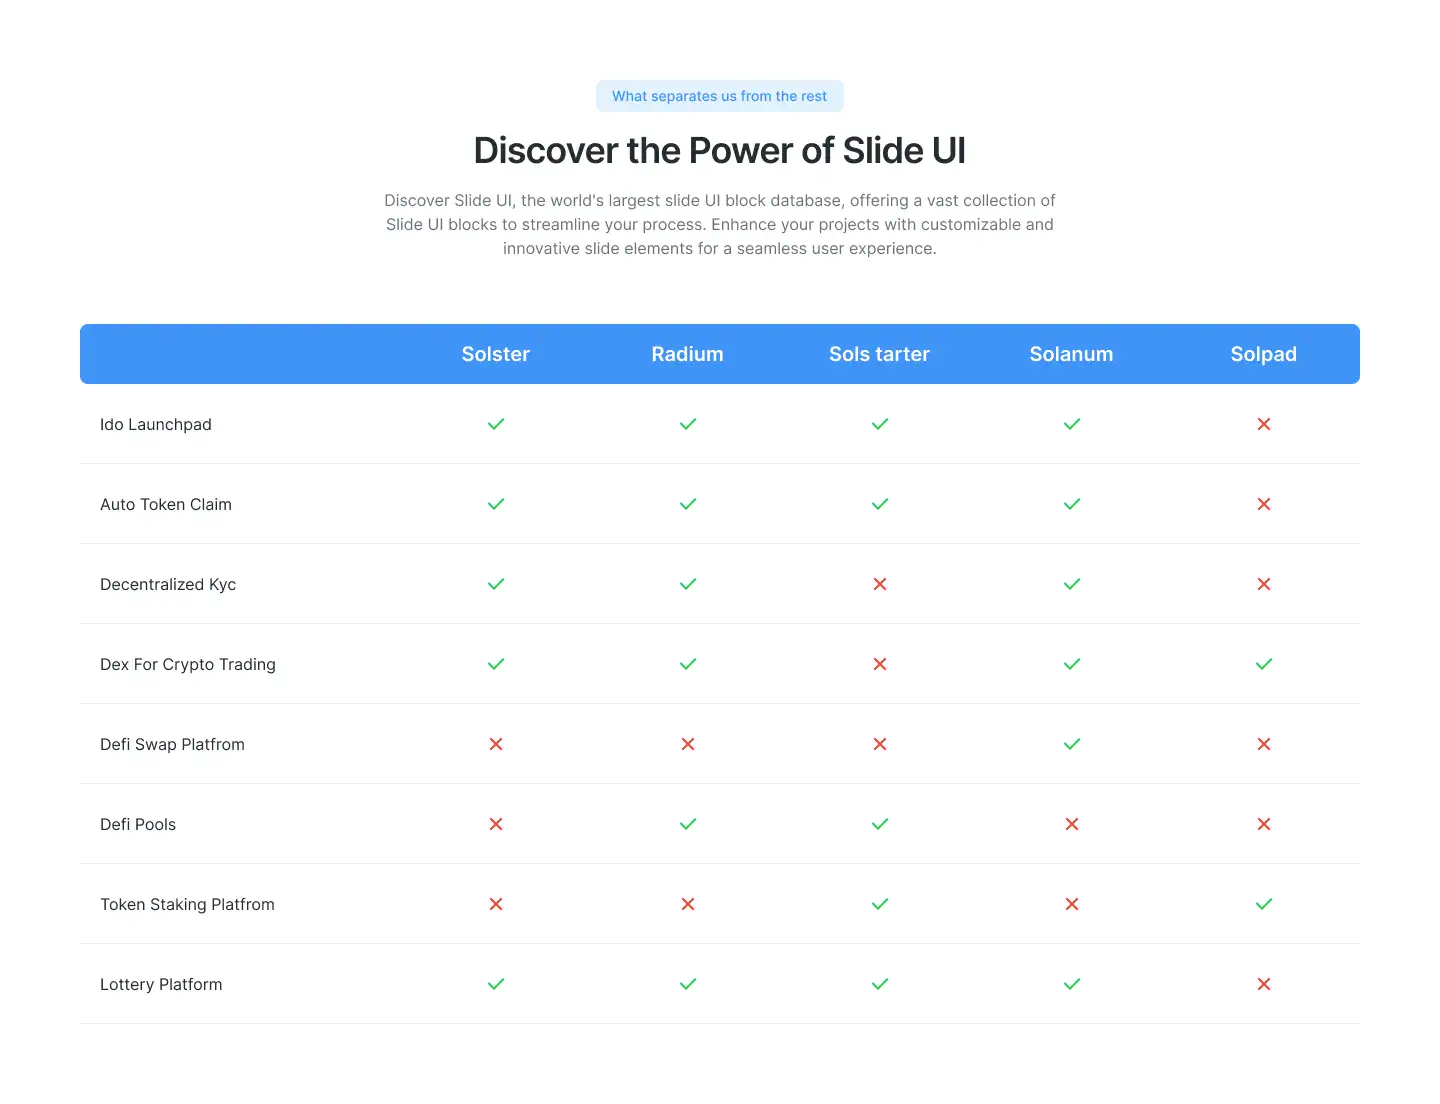 What separates us from the rest
Discover the Power of Slide UI
Discover Slide UI, the world's largest slide UI block database, offering a vast collection of
Slide UI blocks to streamline your process. Enhance your projects with customizable and
innovative slide elements for a seamless user experience.
Solster Radium Sols tarter Solanum Solpad
Ido Launchpad
Auto Token Claim
Decentralized Kyc
Dex For Crypto Trading
Defi Swap Platfrom
Defi Pools
Token Staking Platfrom
Lottery Platform